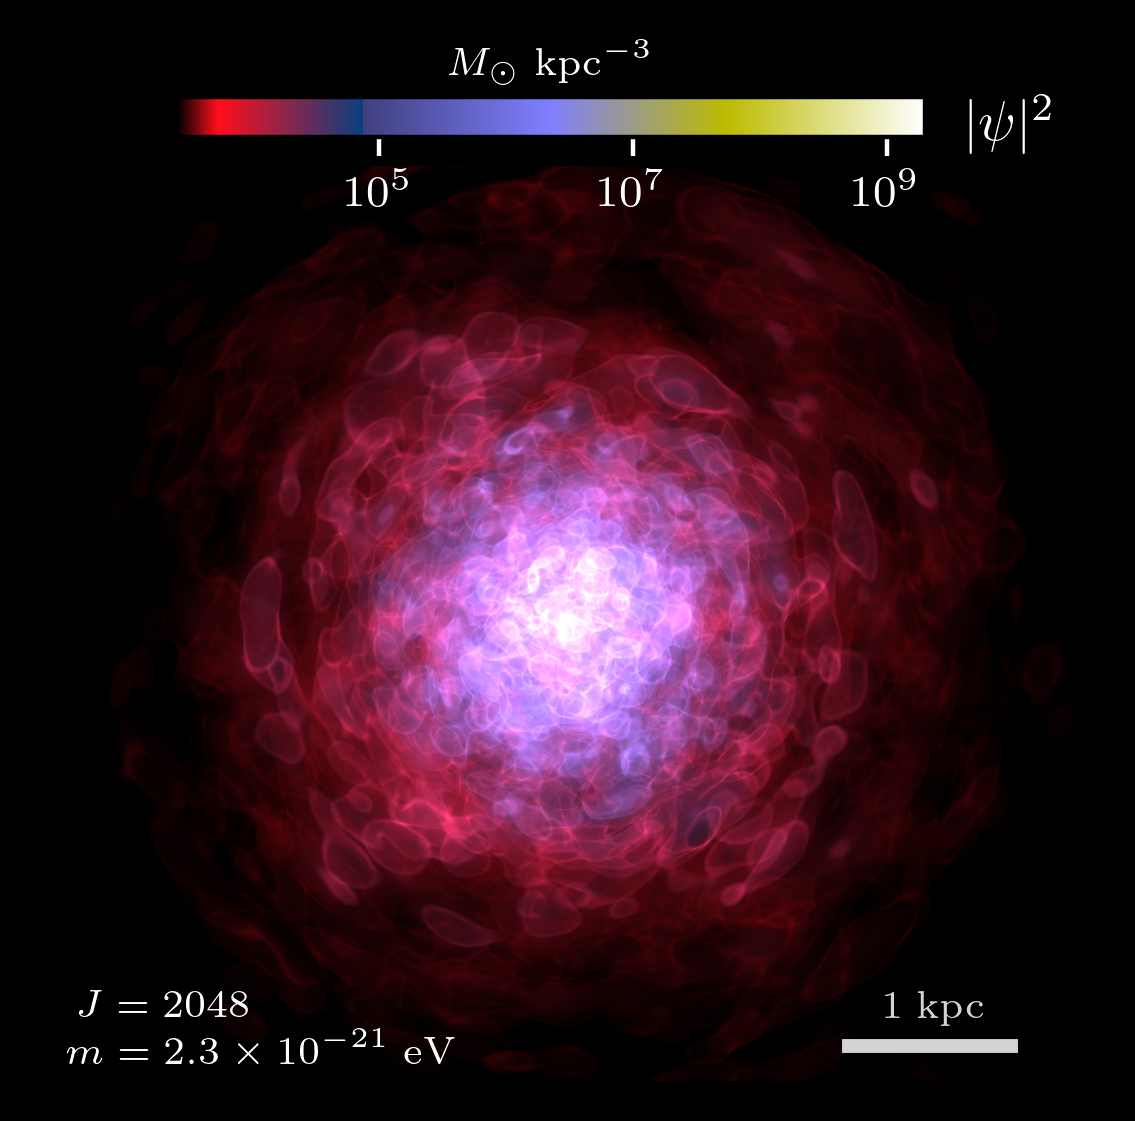 M☉ kpc⁻³
|ψ|²
10⁵ 10⁷ 10⁹
J = 2048
m = 2.3 × 10⁻²¹ eV
1 kpc